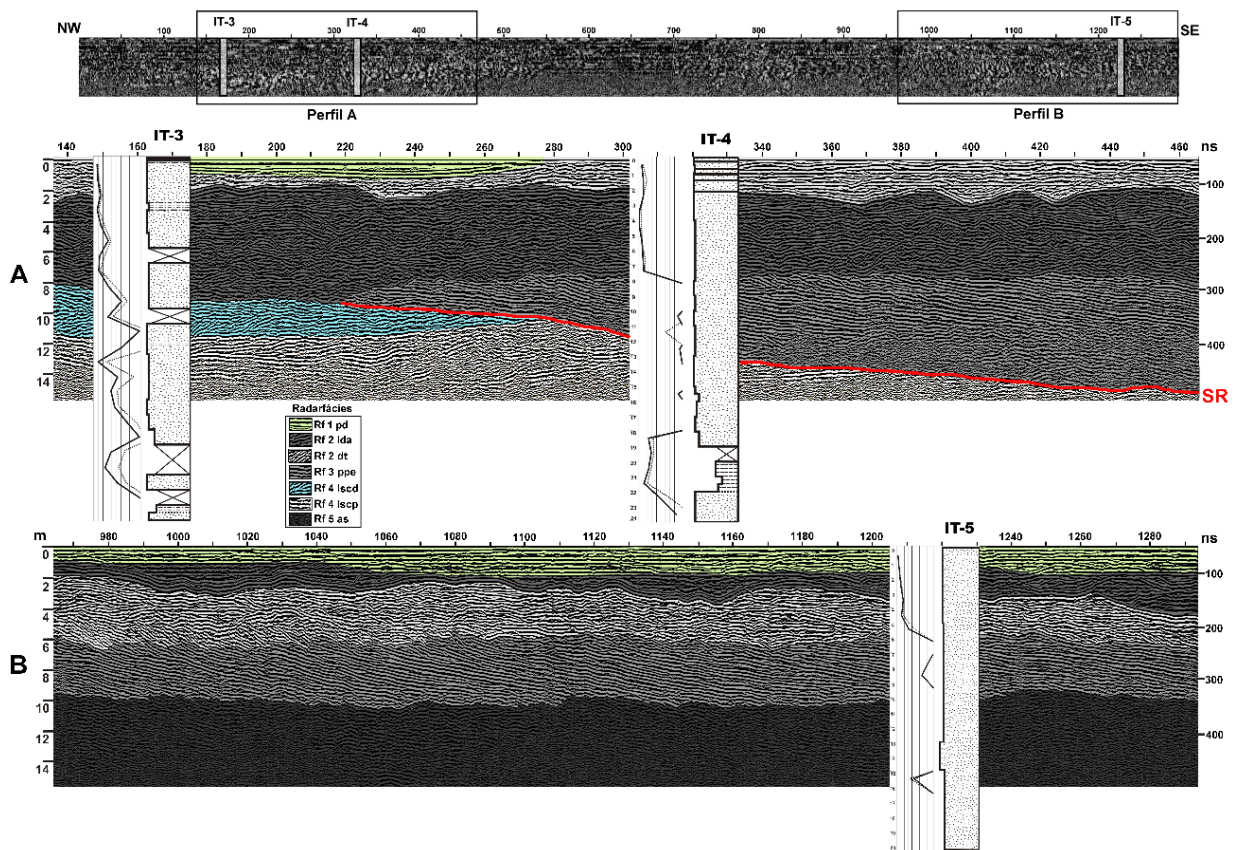 IT-3 IT-4 IT-5
NW 100 200 300 400 500 600 700 800 900 1000 1100 1200 SE
Perfil A Perfil B
140 160 IT-3 180 200 220 240 260 280 300 IT-4 340 360 380 400 420 440 460 ns
0
2
4
6
8
10
12
14
A
100
200
300
400
SR
Radarfácies
Rf 1 pd
Rf 2 lda
Rf 2 dt
Rf 3 ppe
Rf 4 lscd
Rf 4 lscp
Rf 5 as
m 980 1000 1020 1040 1060 1080 1100 1120 1140 1160 1180 1200 IT-5 1240 1260 1280 ns
0
2
4
6
8
10
12
14
B
100
200
300
400